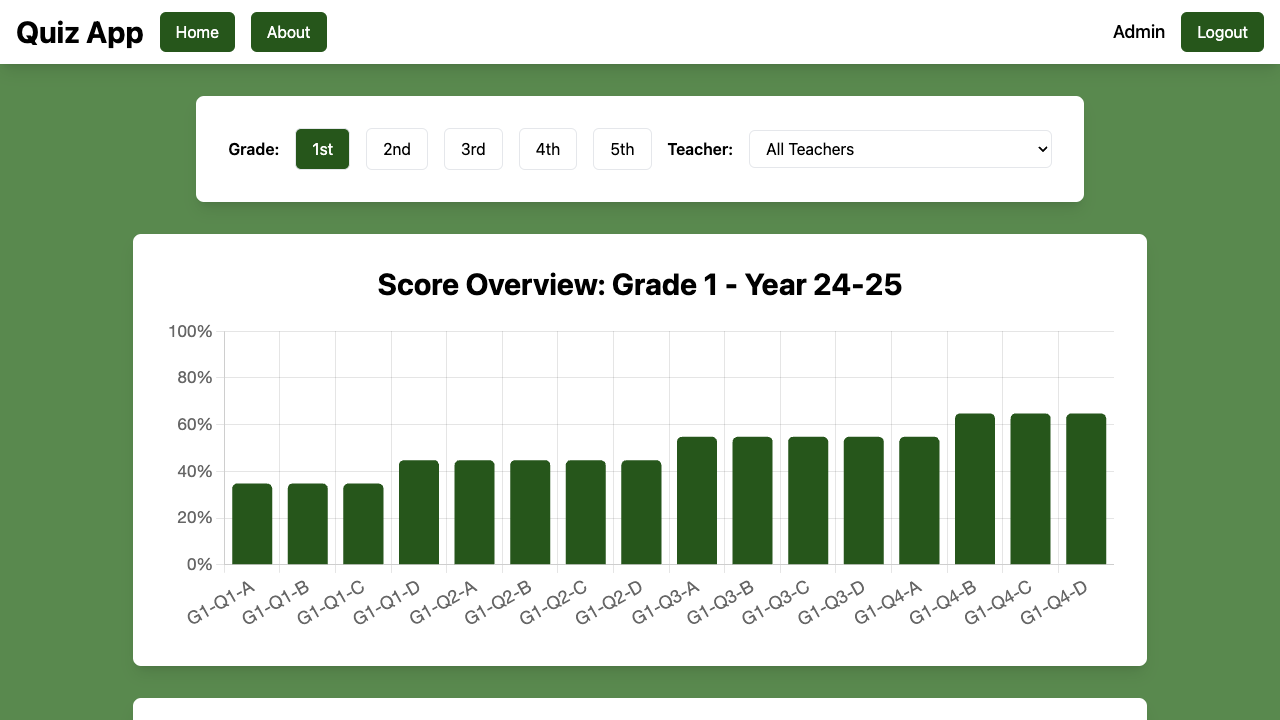 Quiz App Home About Admin Logout
Grade: 1st 2nd 3rd 4th 5th Teacher: All Teachers
Score Overview: Grade 1 - Year 24-25
100%
80%
60%
40%
20%
0%
G1-Q1-A G1-Q1-B G1-Q1-C G1-Q1-D G1-Q2-A G1-Q2-B G1-Q2-C G1-Q2-D G1-Q3-A G1-Q3-B G1-Q3-C G1-Q3-D G1-Q4-A G1-Q4-B G1-Q4-C G1-Q4-D